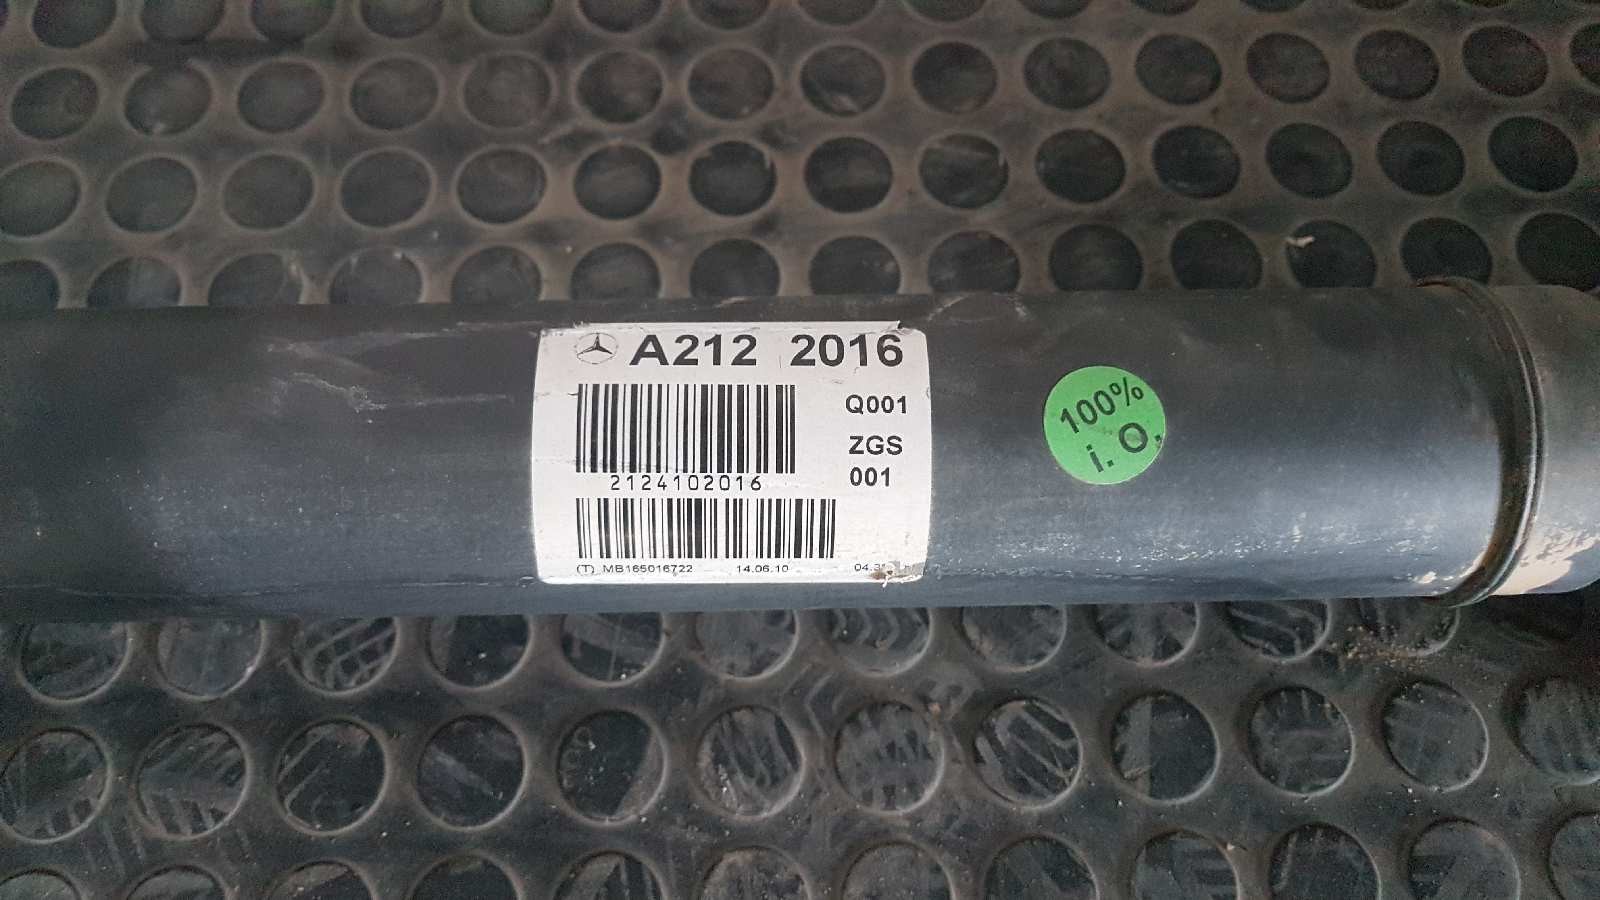 A212 2016
Q001
ZGS
001
2124102016
(T) MB165016722 14.06.10
100%
i. O.